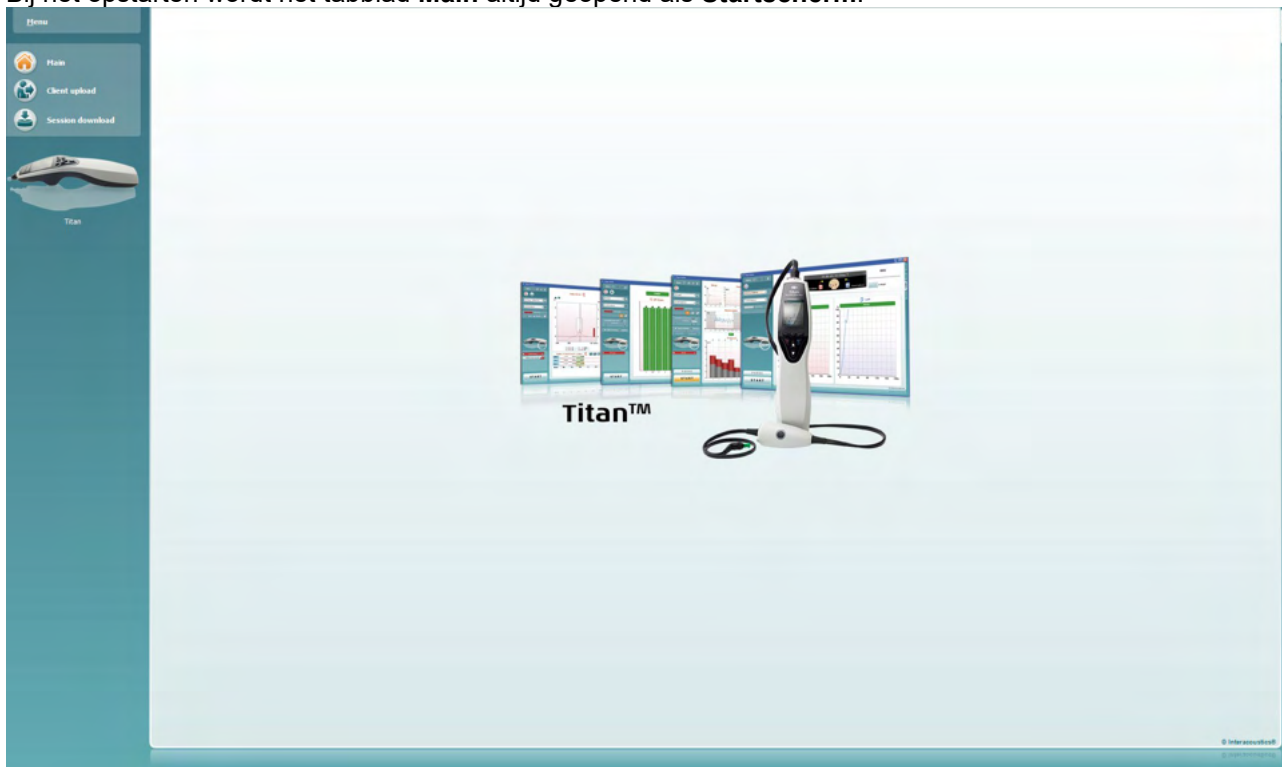 Bij het opstarten wordt het tabblad Main altijd geopend als Startscherm.
Menu
Main
Client upload
Session download
Titan
Titan™
© Interacoustics®